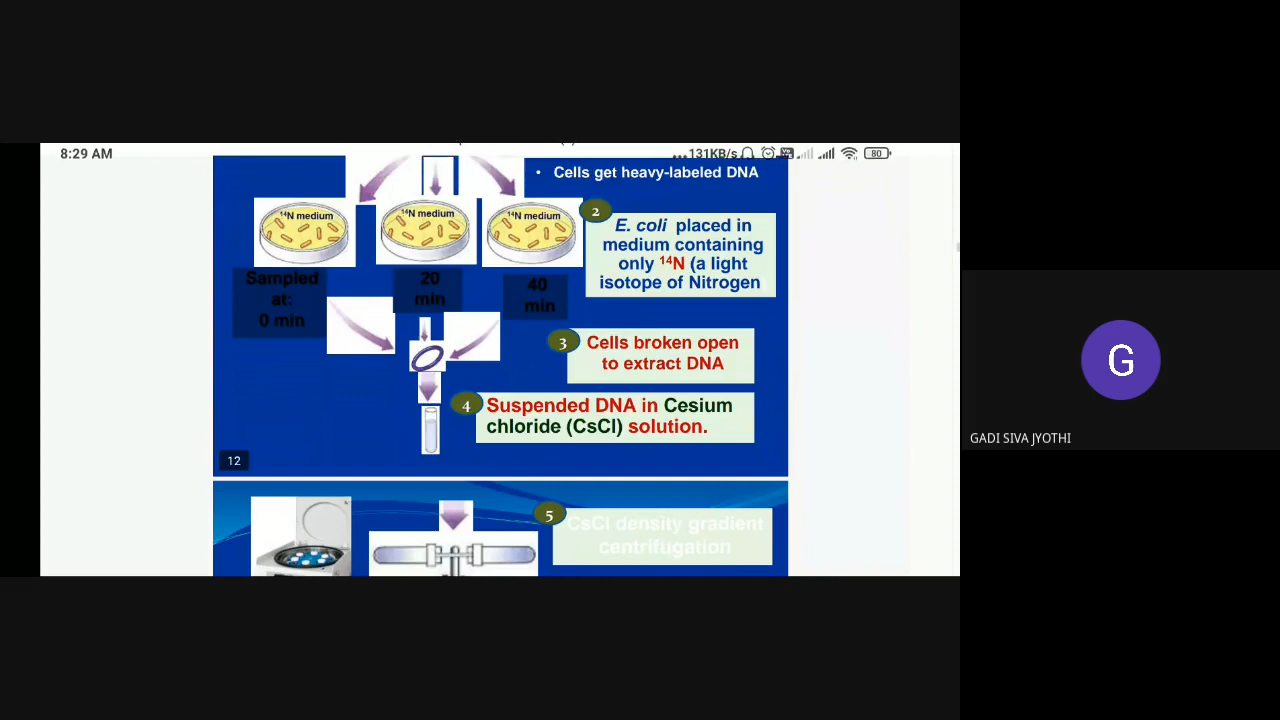 8:29 AM
...131KB/s
80
• Cells get heavy-labeled DNA
14N medium
14N medium
14N medium
2
E. coli placed in
medium containing
only 14N (a light
isotope of Nitrogen
Sampled
at:
0 min
20
min
40
min
3
Cells broken open
to extract DNA
4
Suspended DNA in Cesium
chloride (CsCl) solution.
12
5
CsCl density gradient
centrifugation
G
GADI SIVA JYOTHI